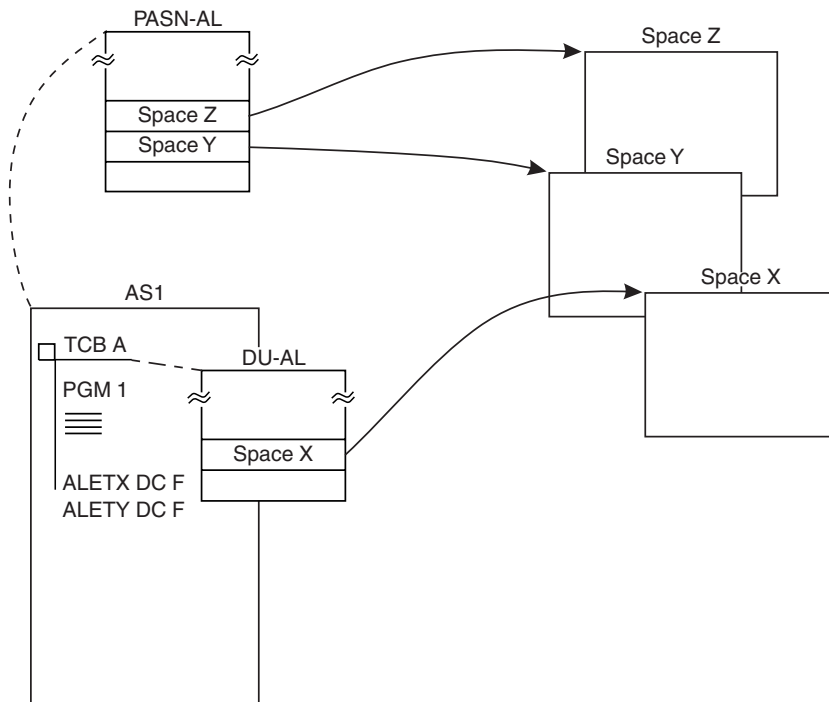 PASN-AL
Space Z
Space Z
Space Y
Space Y
Space X
AS1
TCB A
DU-AL
PGM 1
Space X
ALETX DC F
ALETY DC F